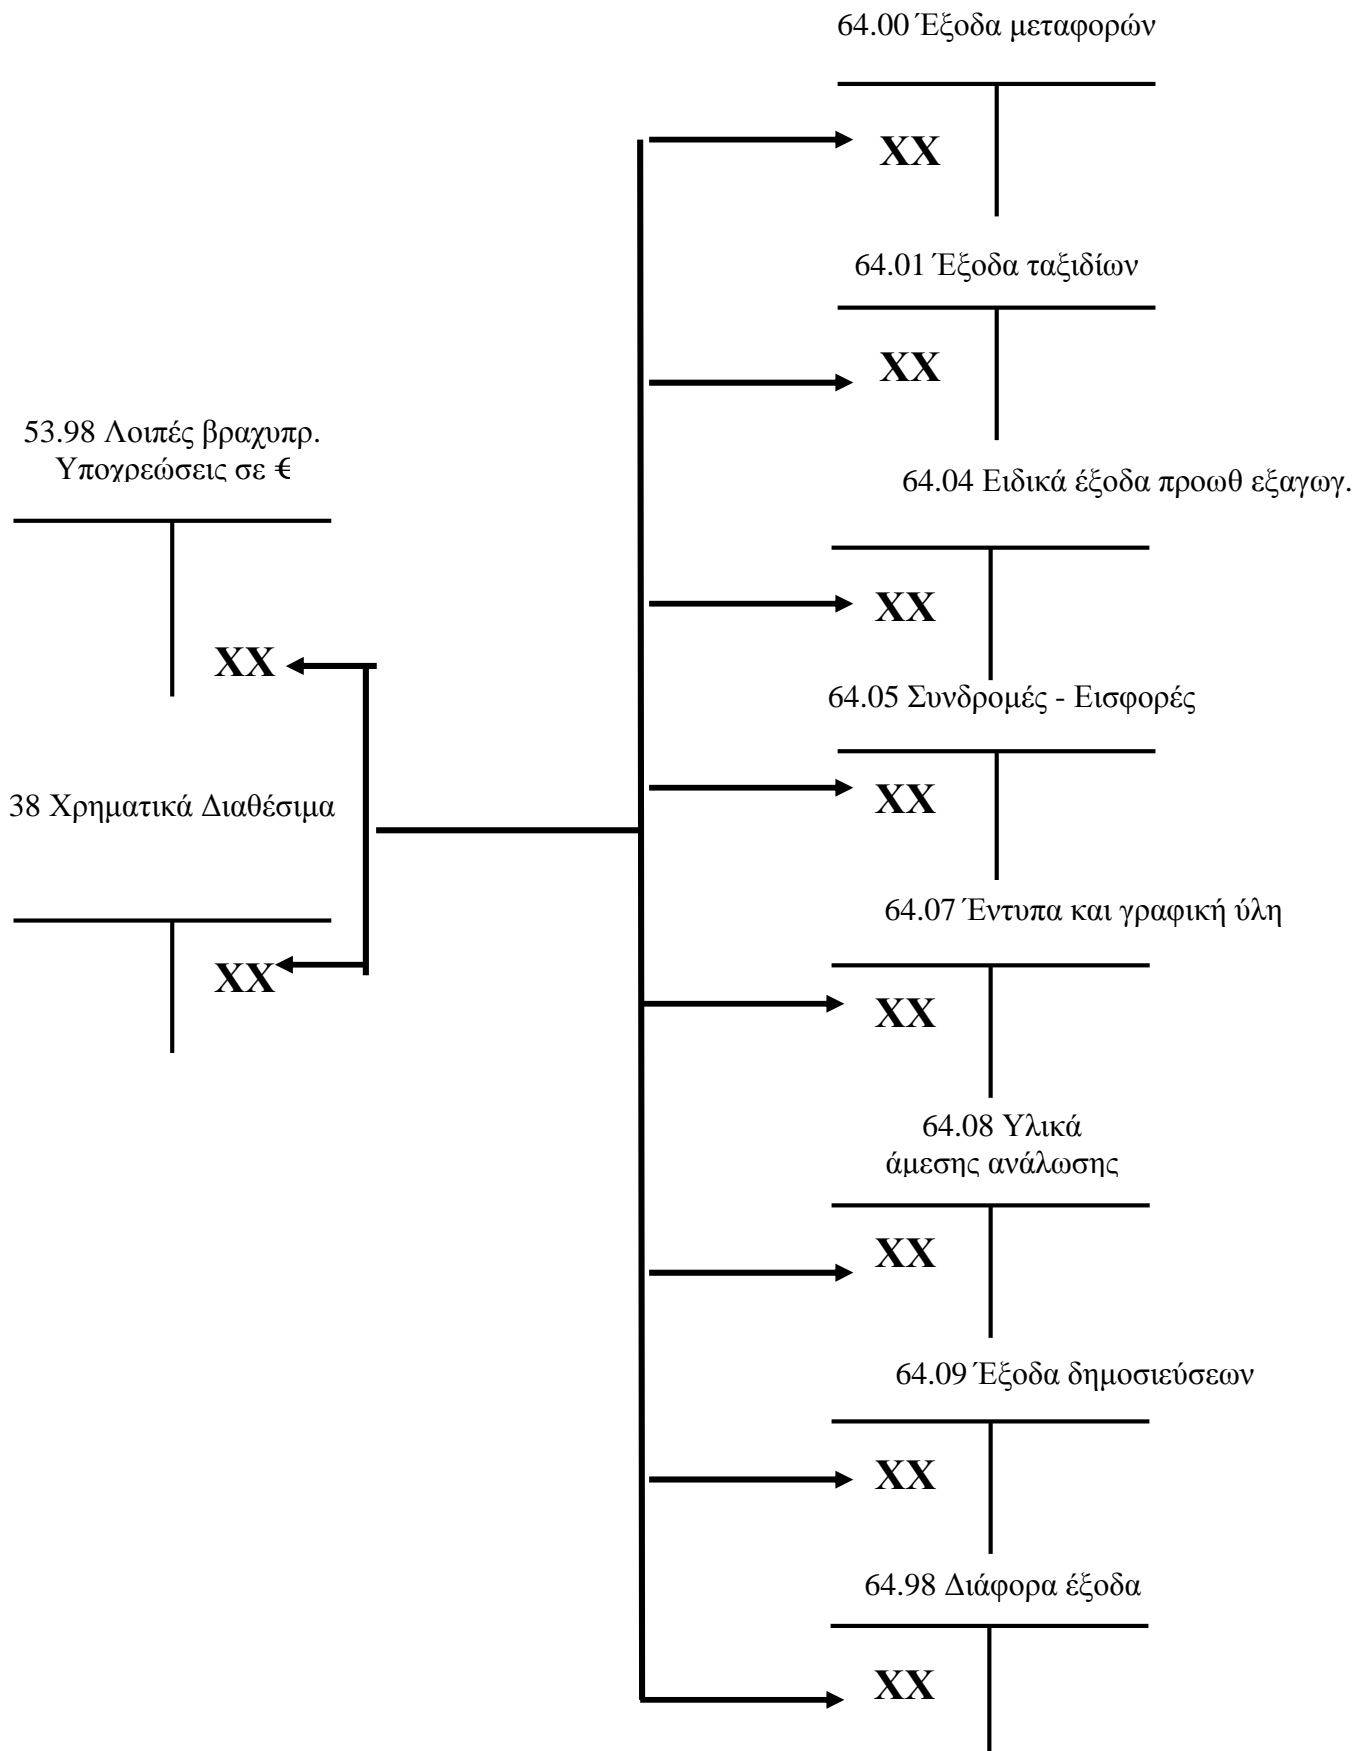 64.00 Έξοδα μεταφορών
XX
64.01 Έξοδα ταξιδίων
XX
53.98 Λοιπές βραχυπρ.
Υποχρεώσεις σε €
XX
64.04 Ειδικά έξοδα προωθ εξαγωγ.
XX
64.05 Συνδρομές - Εισφορές
XX
38 Χρηματικά Διαθέσιμα
XX
64.07 Έντυπα και γραφική ύλη
XX
64.08 Υλικά
άμεσης ανάλωσης
XX
64.09 Έξοδα δημοσιεύσεων
XX
64.98 Διάφορα έξοδα
XX